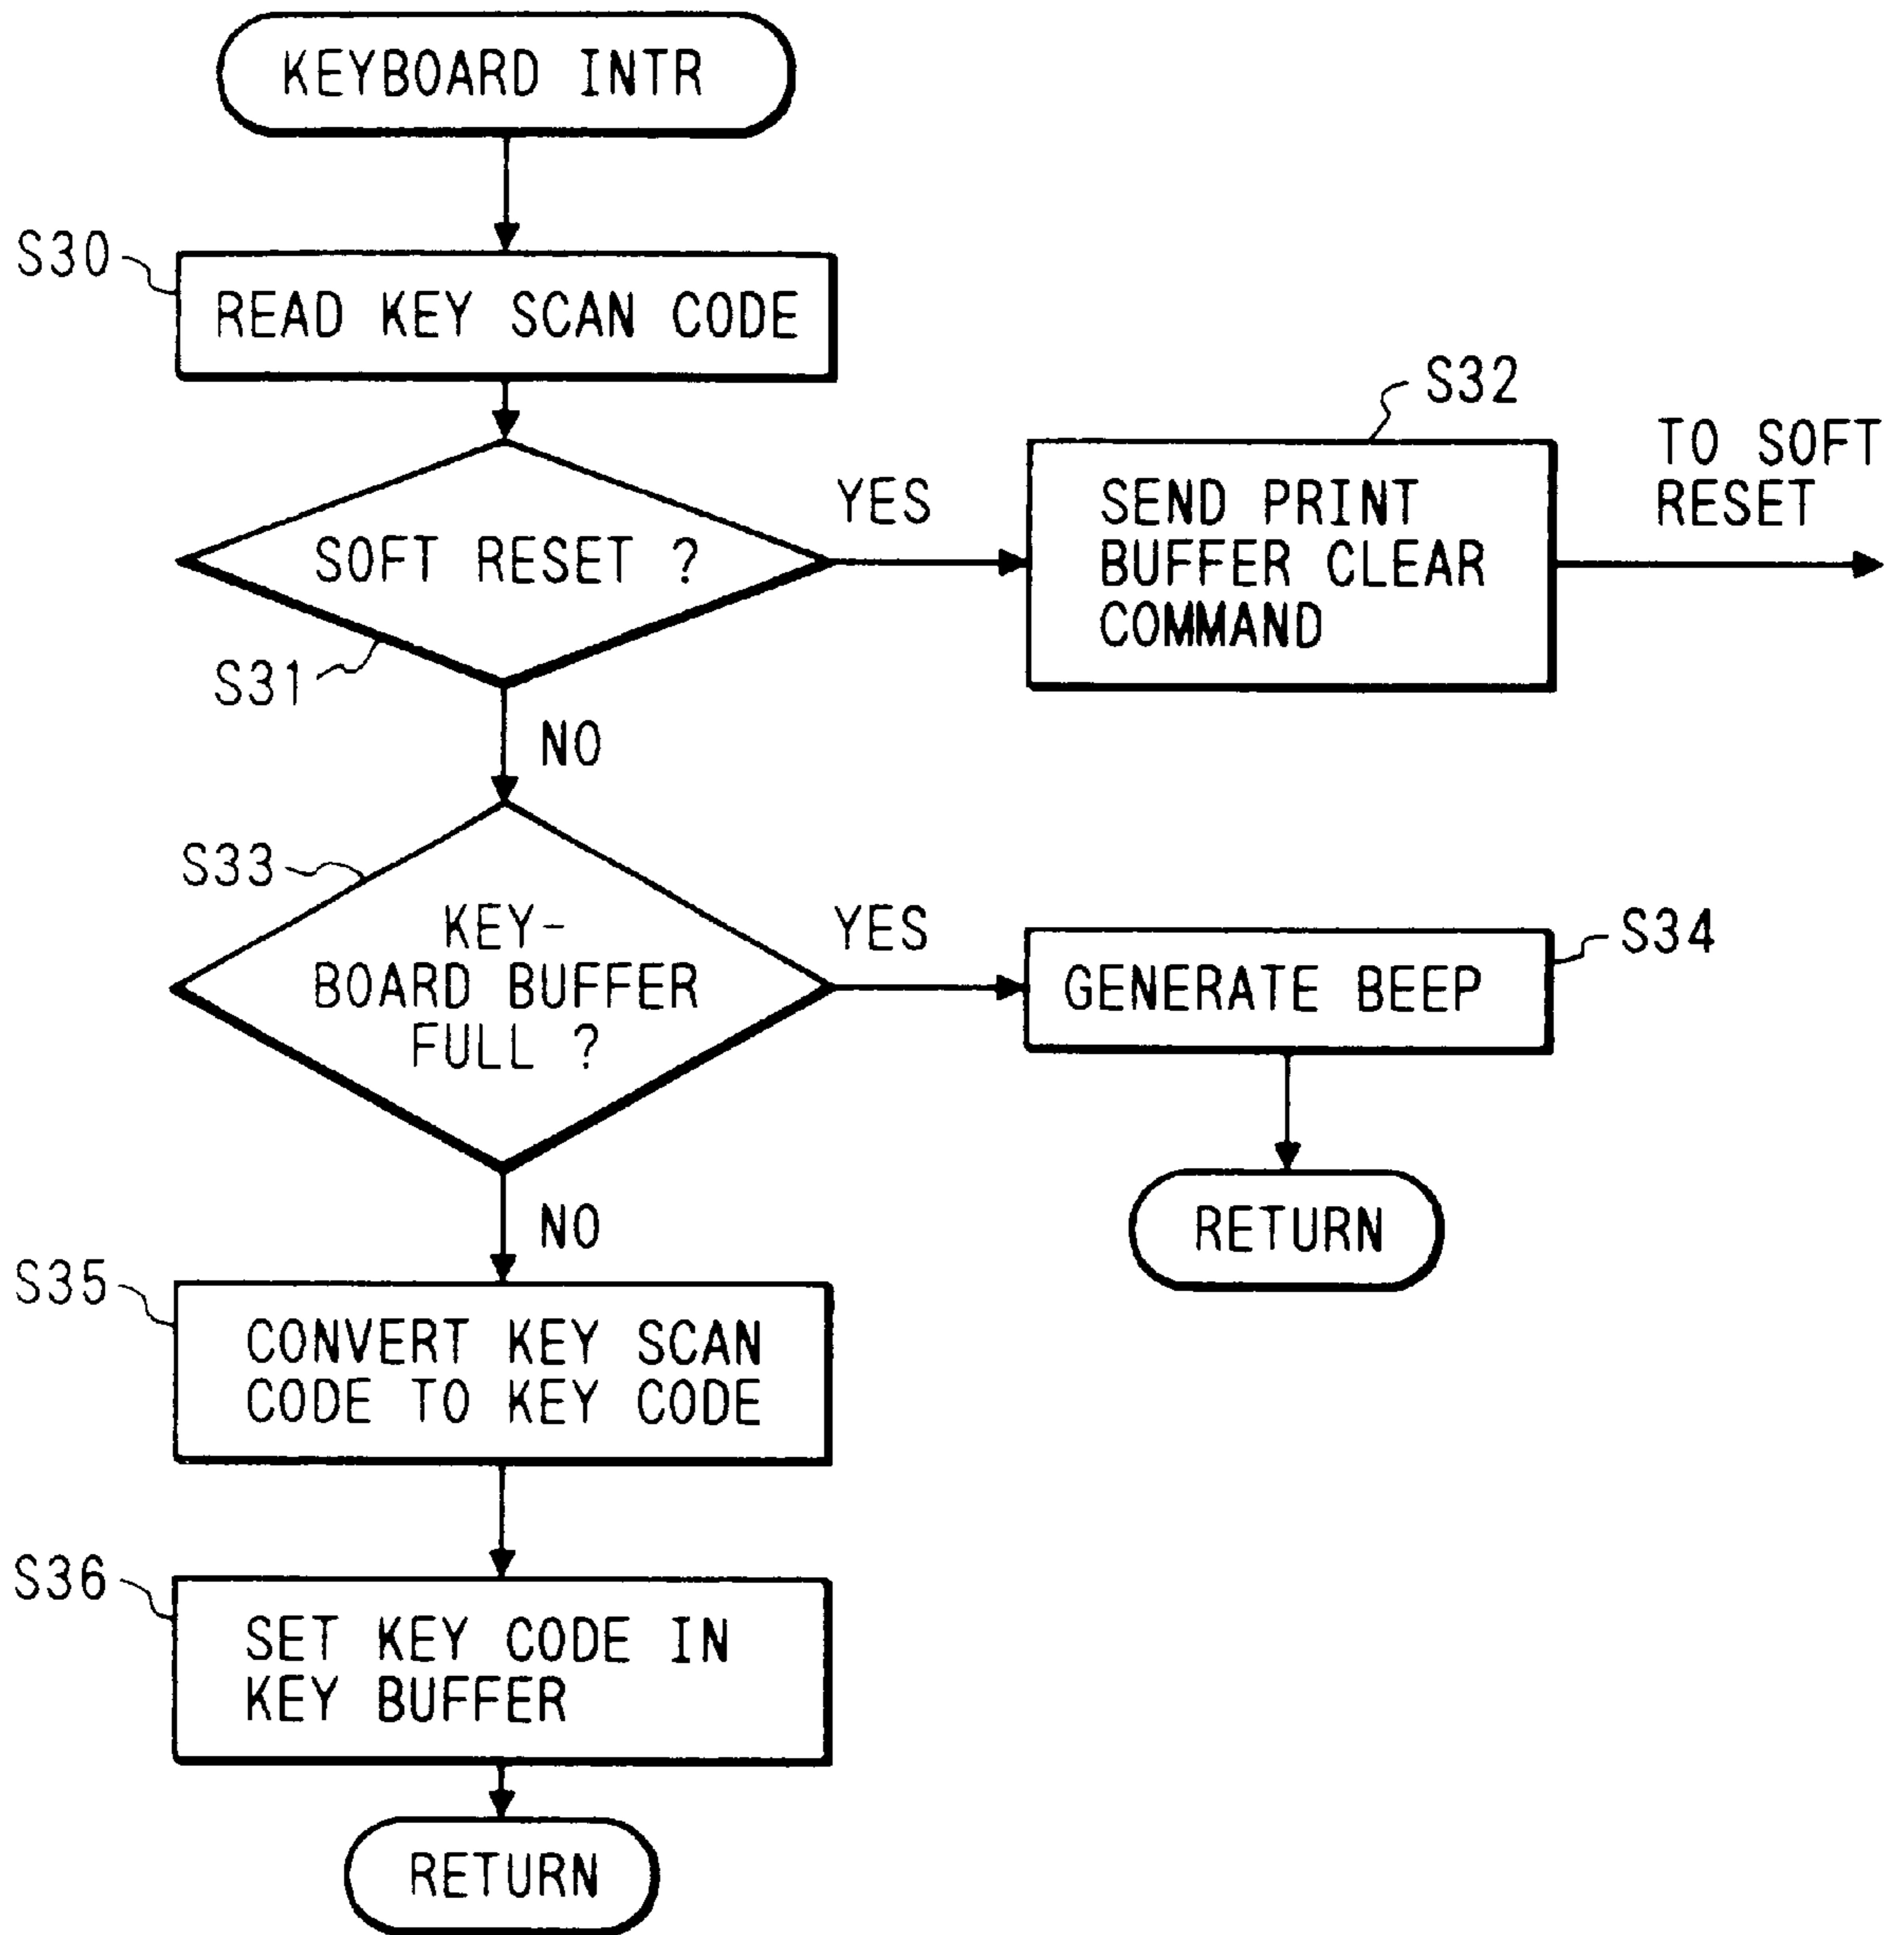 KEYBOARD INTR
S30
READ KEY SCAN CODE
S32
TO SOFT
RESET
YES
SEND PRINT
BUFFER CLEAR
COMMAND
SOFT RESET ?
S31
NO
S33
KEY-
BOARD BUFFER
FULL ?
YES
S34
GENERATE BEEP
RETURN
NO
S35
CONVERT KEY SCAN
CODE TO KEY CODE
S36
SET KEY CODE IN
KEY BUFFER
RETURN